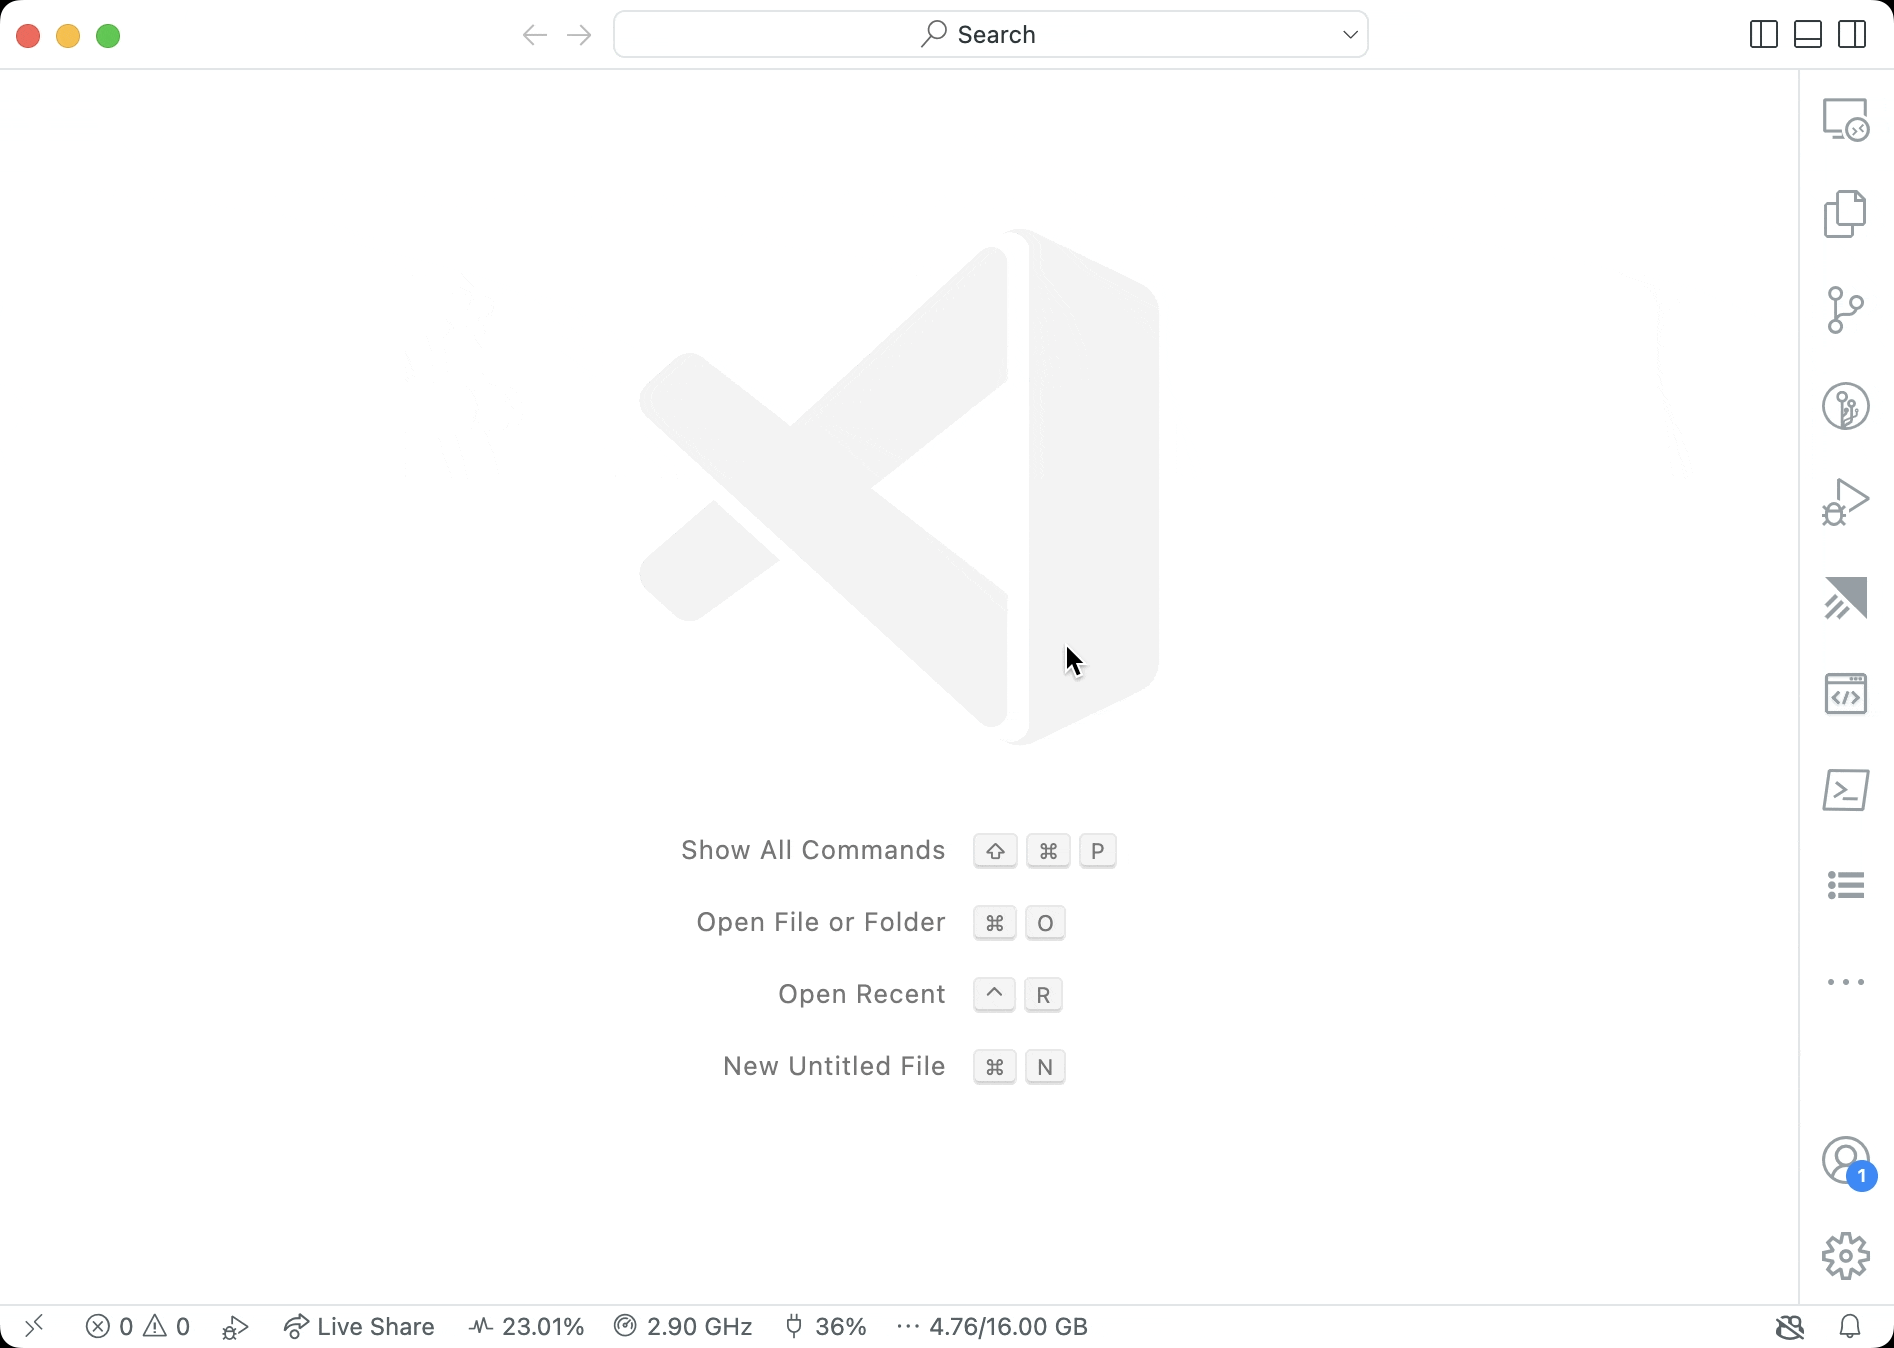 Search
Show All Commands ⇧ ⌘ P
Open File or Folder ⌘ O
Open Recent ^ R
New Untitled File ⌘ N
1
0 0 Live Share 23.01% 2.90 GHz 36% ··· 4.76/16.00 GB